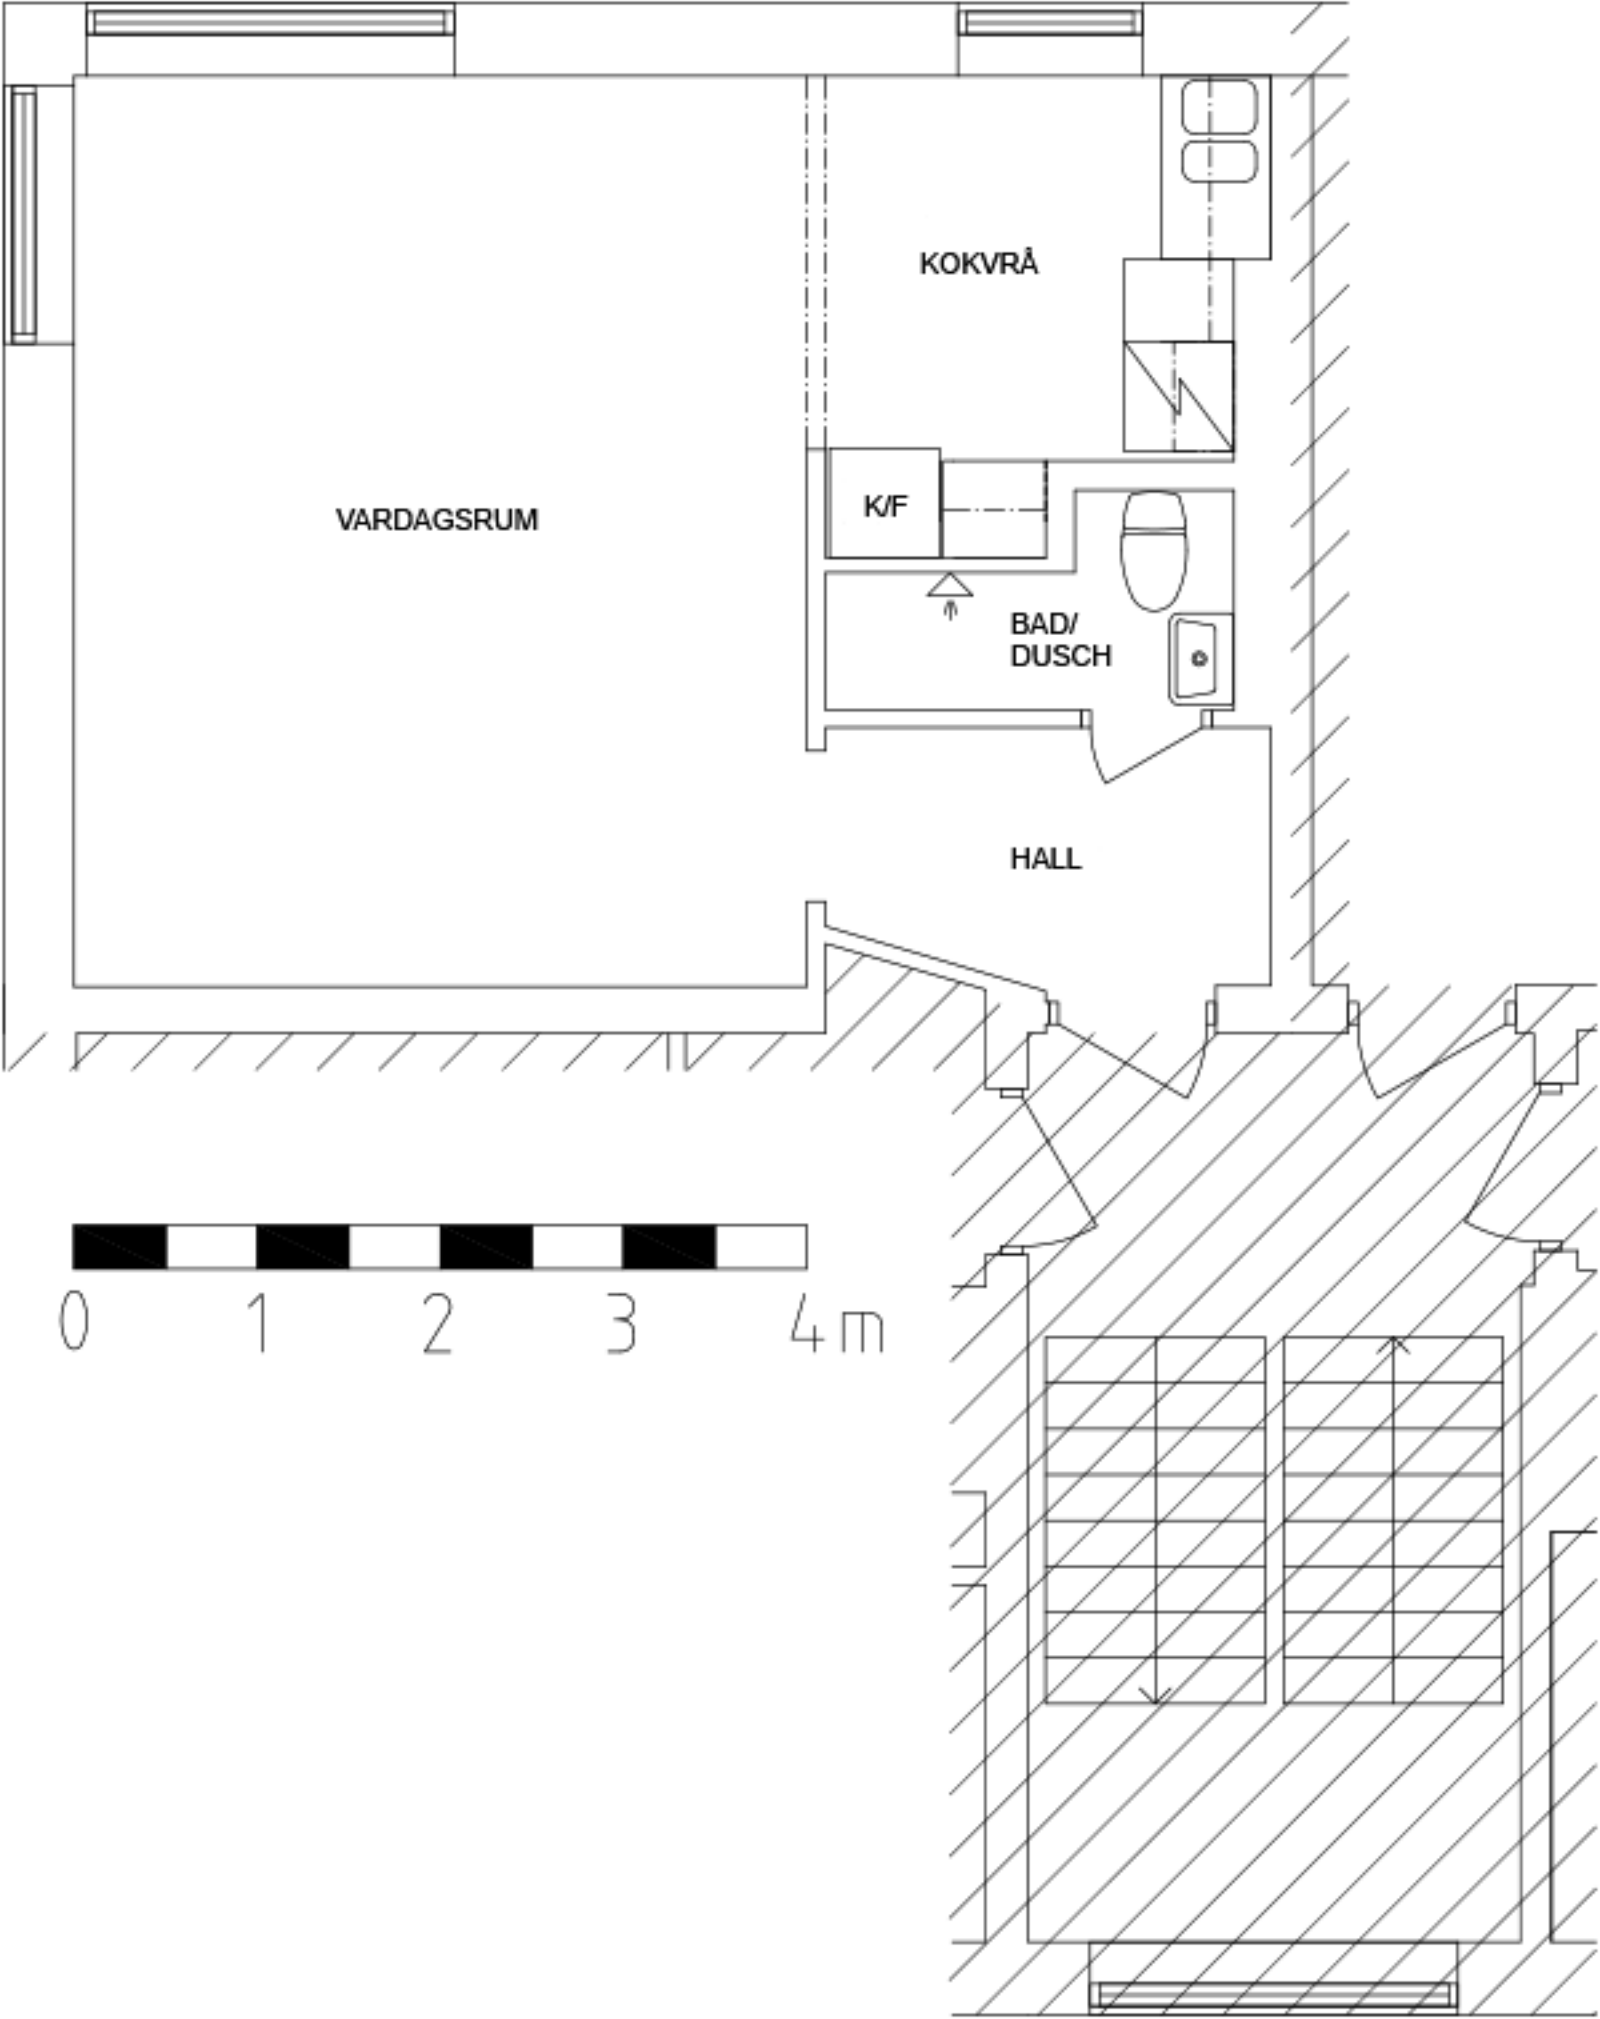 KOKVRÅ
VARDAGSRUM
K/F
BAD/
DUSCH
HALL
0 1 2 3 4m